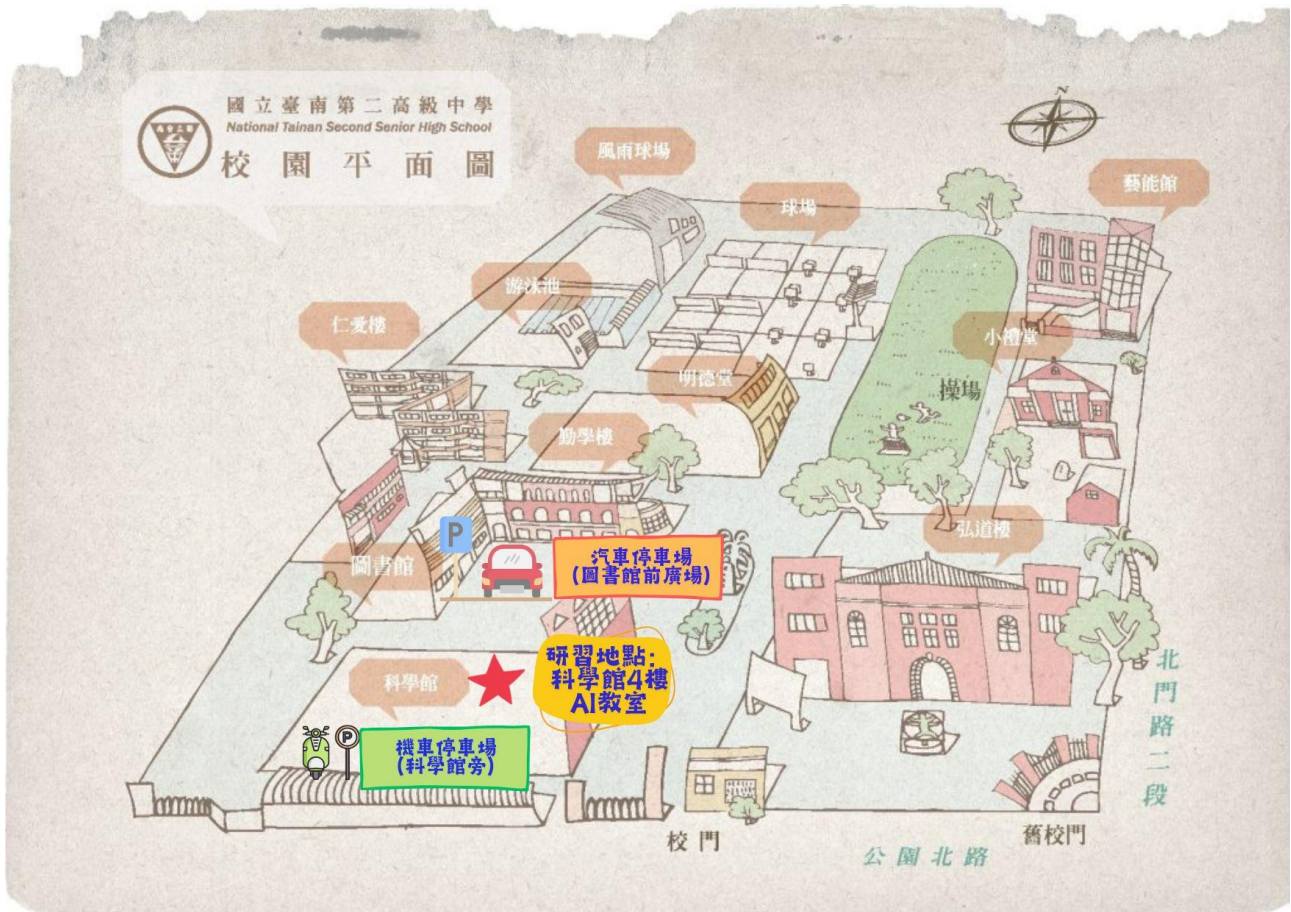 國立臺南第二高級中學
National Tainan Second Senior High School
校園平面圖
N
風雨球場
球場
藝能館
游泳池
仁愛樓
小禮堂
明德堂
操場
勤學樓
弘道樓
P
圖書館
汽車停車場
(圖書館前廣場)
研習地點:
科學館4樓
AI教室
科學館
P
機車停車場
(科學館旁)
北門路二段
校門
舊校門
公園北路